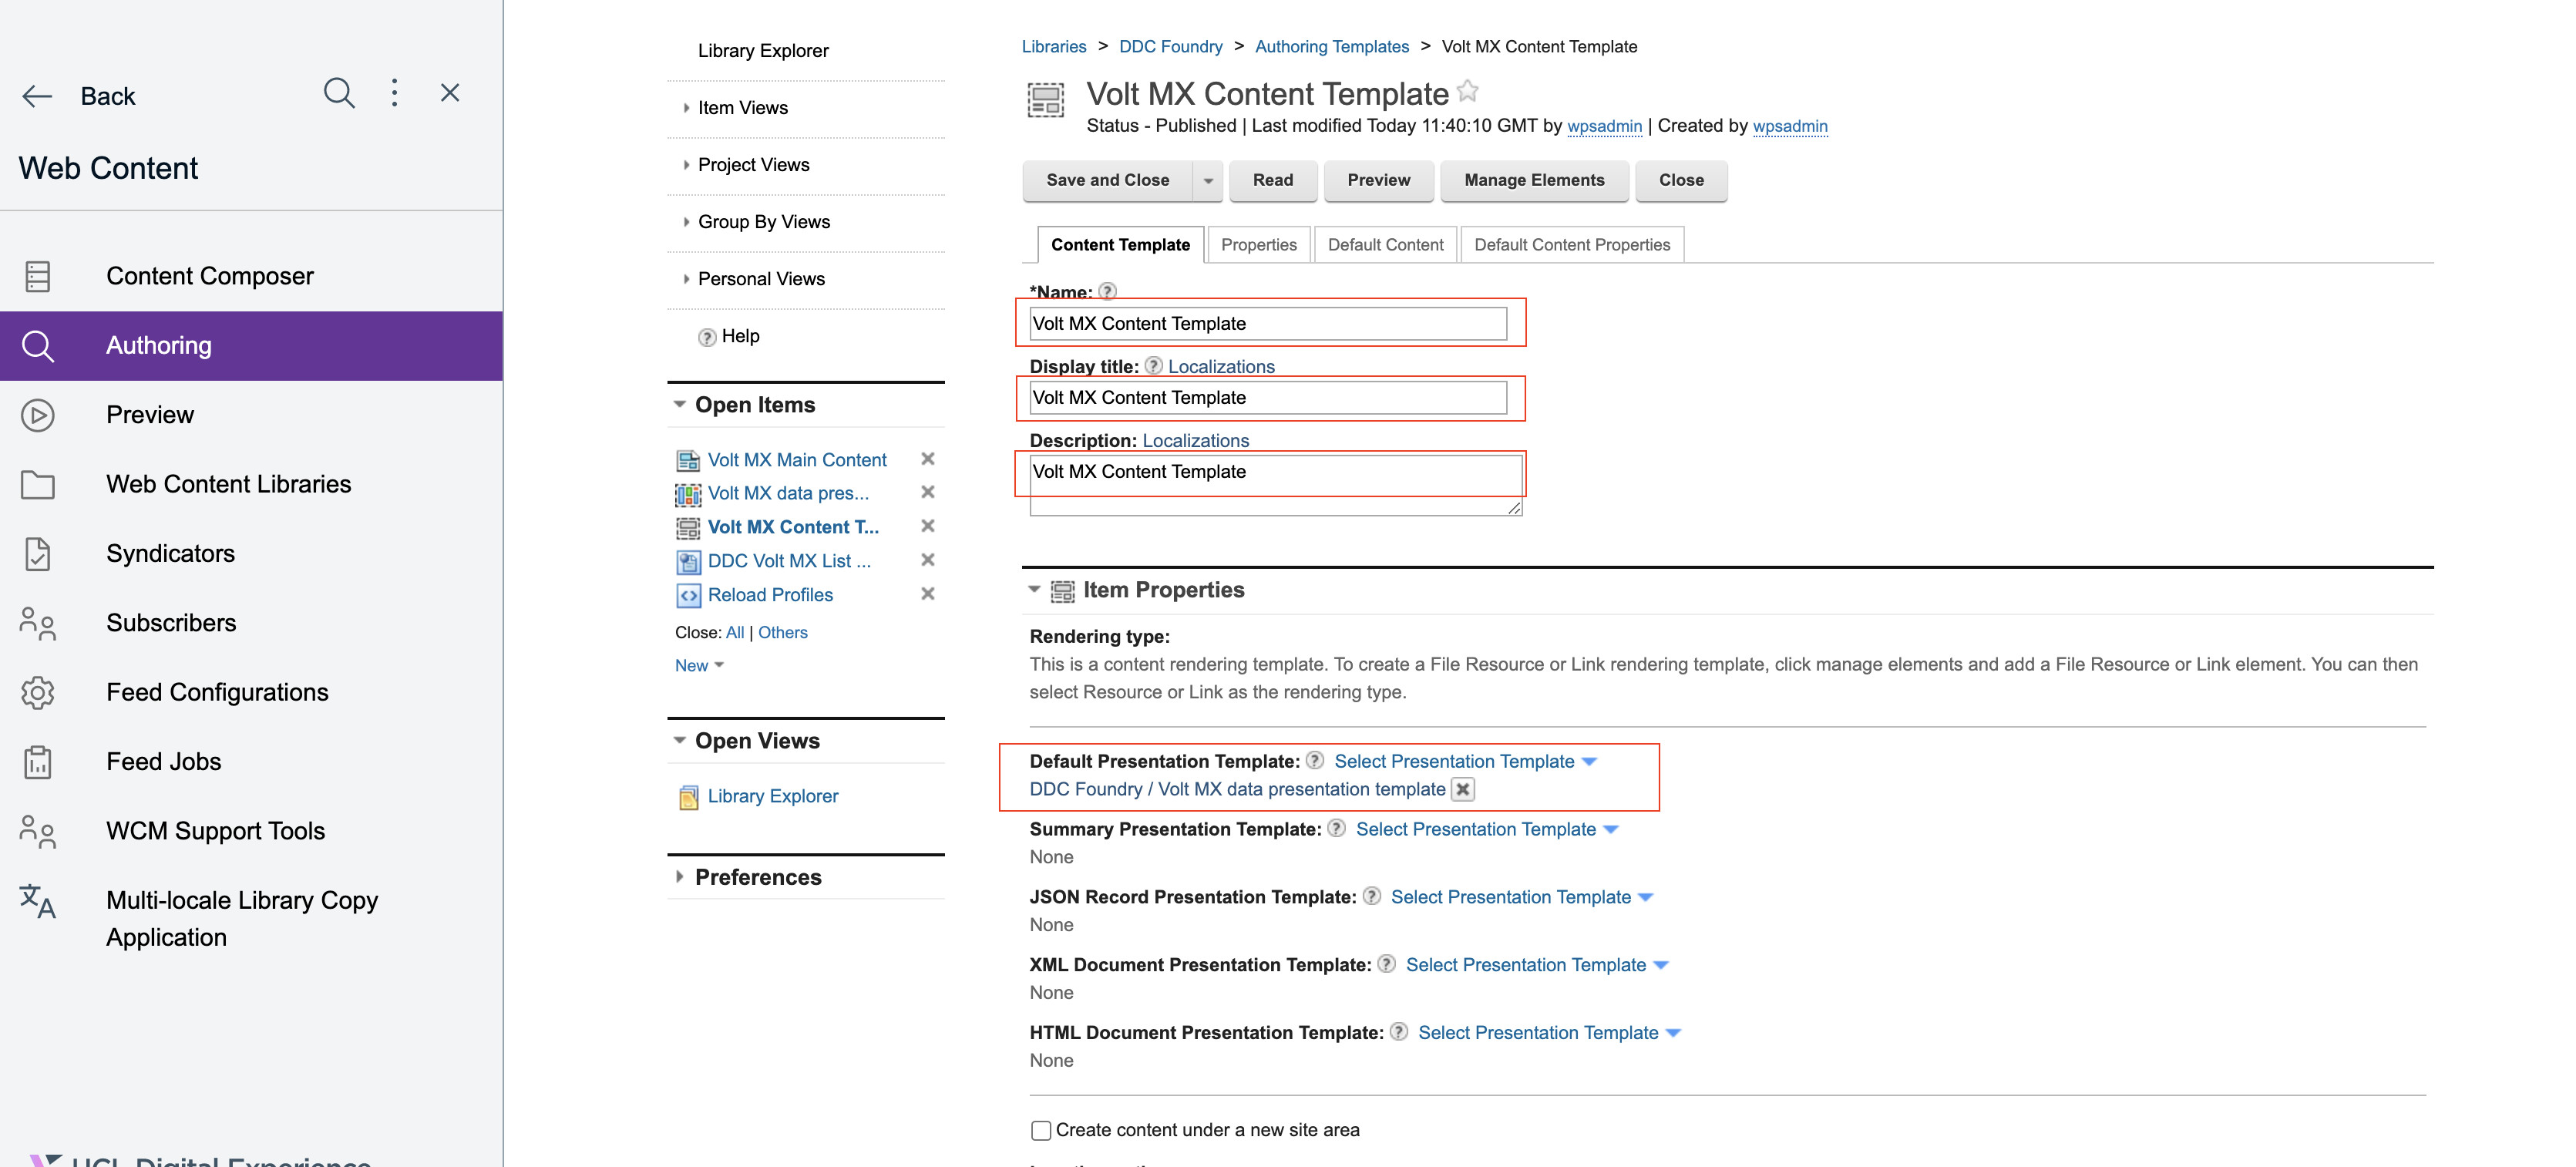 Back
Web Content
Content Composer
Authoring
Preview
Web Content Libraries
Syndicators
Subscribers
Feed Configurations
Feed Jobs
WCM Support Tools
Multi-locale Library Copy
Application
HCL Digital Experience
Library Explorer
Item Views
Project Views
Group By Views
Personal Views
? Help
Open Items
Volt MX Main Content
Volt MX data pres...
Volt MX Content T...
DDC Volt MX List ...
Reload Profiles
Close: All | Others
New
Open Views
Library Explorer
Preferences
Libraries > DDC Foundry > Authoring Templates > Volt MX Content Template
Volt MX Content Template
Status - Published | Last modified Today 11:40:10 GMT by wpsadmin | Created by wpsadmin
Save and Close Read Preview Manage Elements Close
Content Template Properties Default Content Default Content Properties
*Name: ?
Volt MX Content Template
Display title: ? Localizations
Volt MX Content Template
Description: Localizations
Volt MX Content Template
Item Properties
Rendering type:
This is a content rendering template. To create a File Resource or Link rendering template, click manage elements and add a File Resource or Link element. You can then
select Resource or Link as the rendering type.
Default Presentation Template: ? Select Presentation Template
DDC Foundry / Volt MX data presentation template
Summary Presentation Template: ? Select Presentation Template
None
JSON Record Presentation Template: ? Select Presentation Template
None
XML Document Presentation Template: ? Select Presentation Template
None
HTML Document Presentation Template: ? Select Presentation Template
None
Create content under a new site area